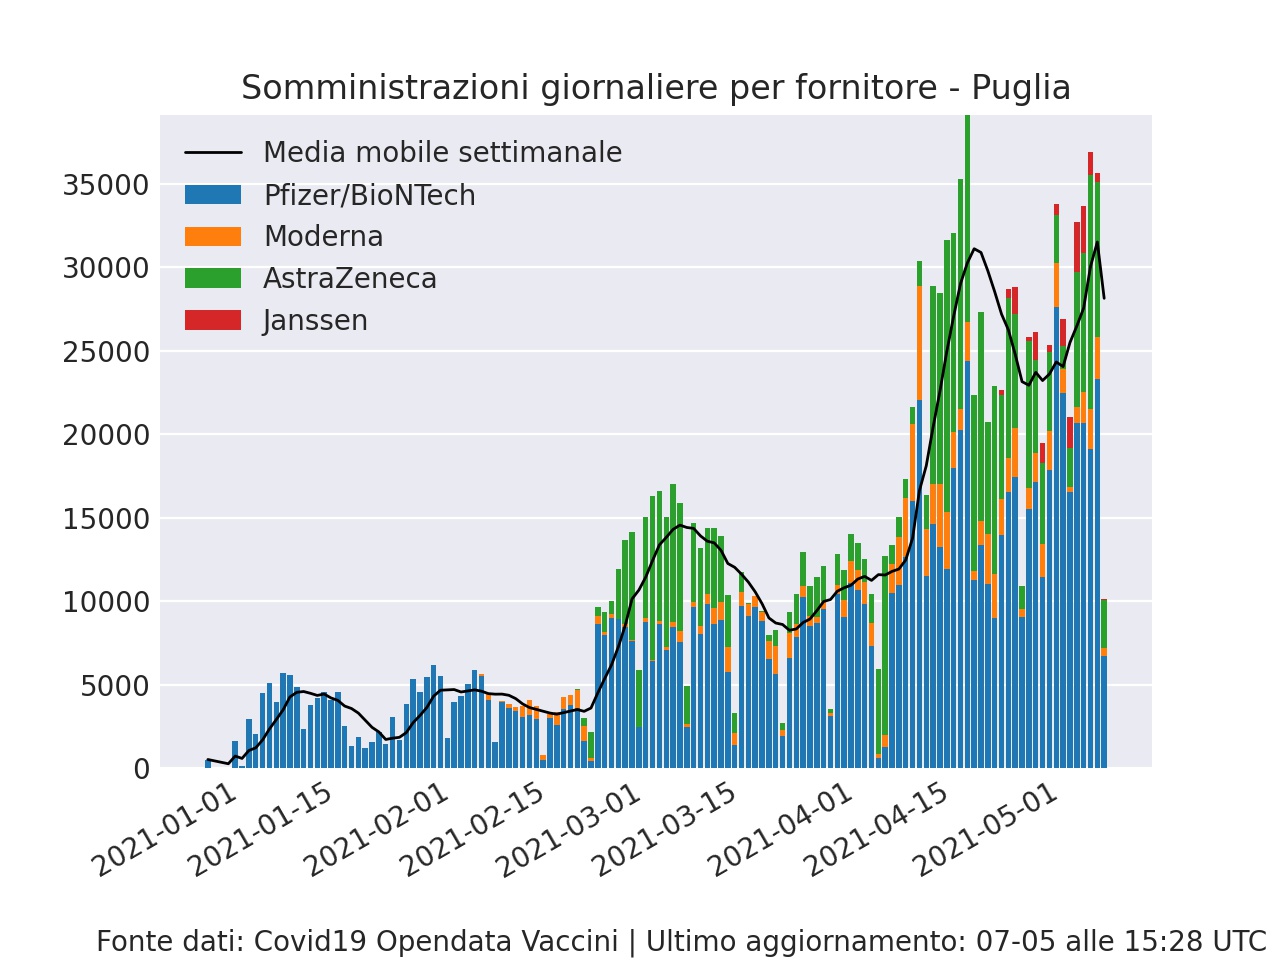 Somministrazioni giornaliere per fornitore - Puglia
Media mobile settimanale
Pfizer/BioNTech
Moderna
AstraZeneca
Janssen
35000
30000
25000
20000
15000
10000
5000
0
2021-01-01
2021-01-15
2021-02-01
2021-02-15
2021-03-01
2021-03-15
2021-04-01
2021-04-15
2021-05-01
Fonte dati: Covid19 Opendata Vaccini | Ultimo aggiornamento: 07-05 alle 15:28 UTC